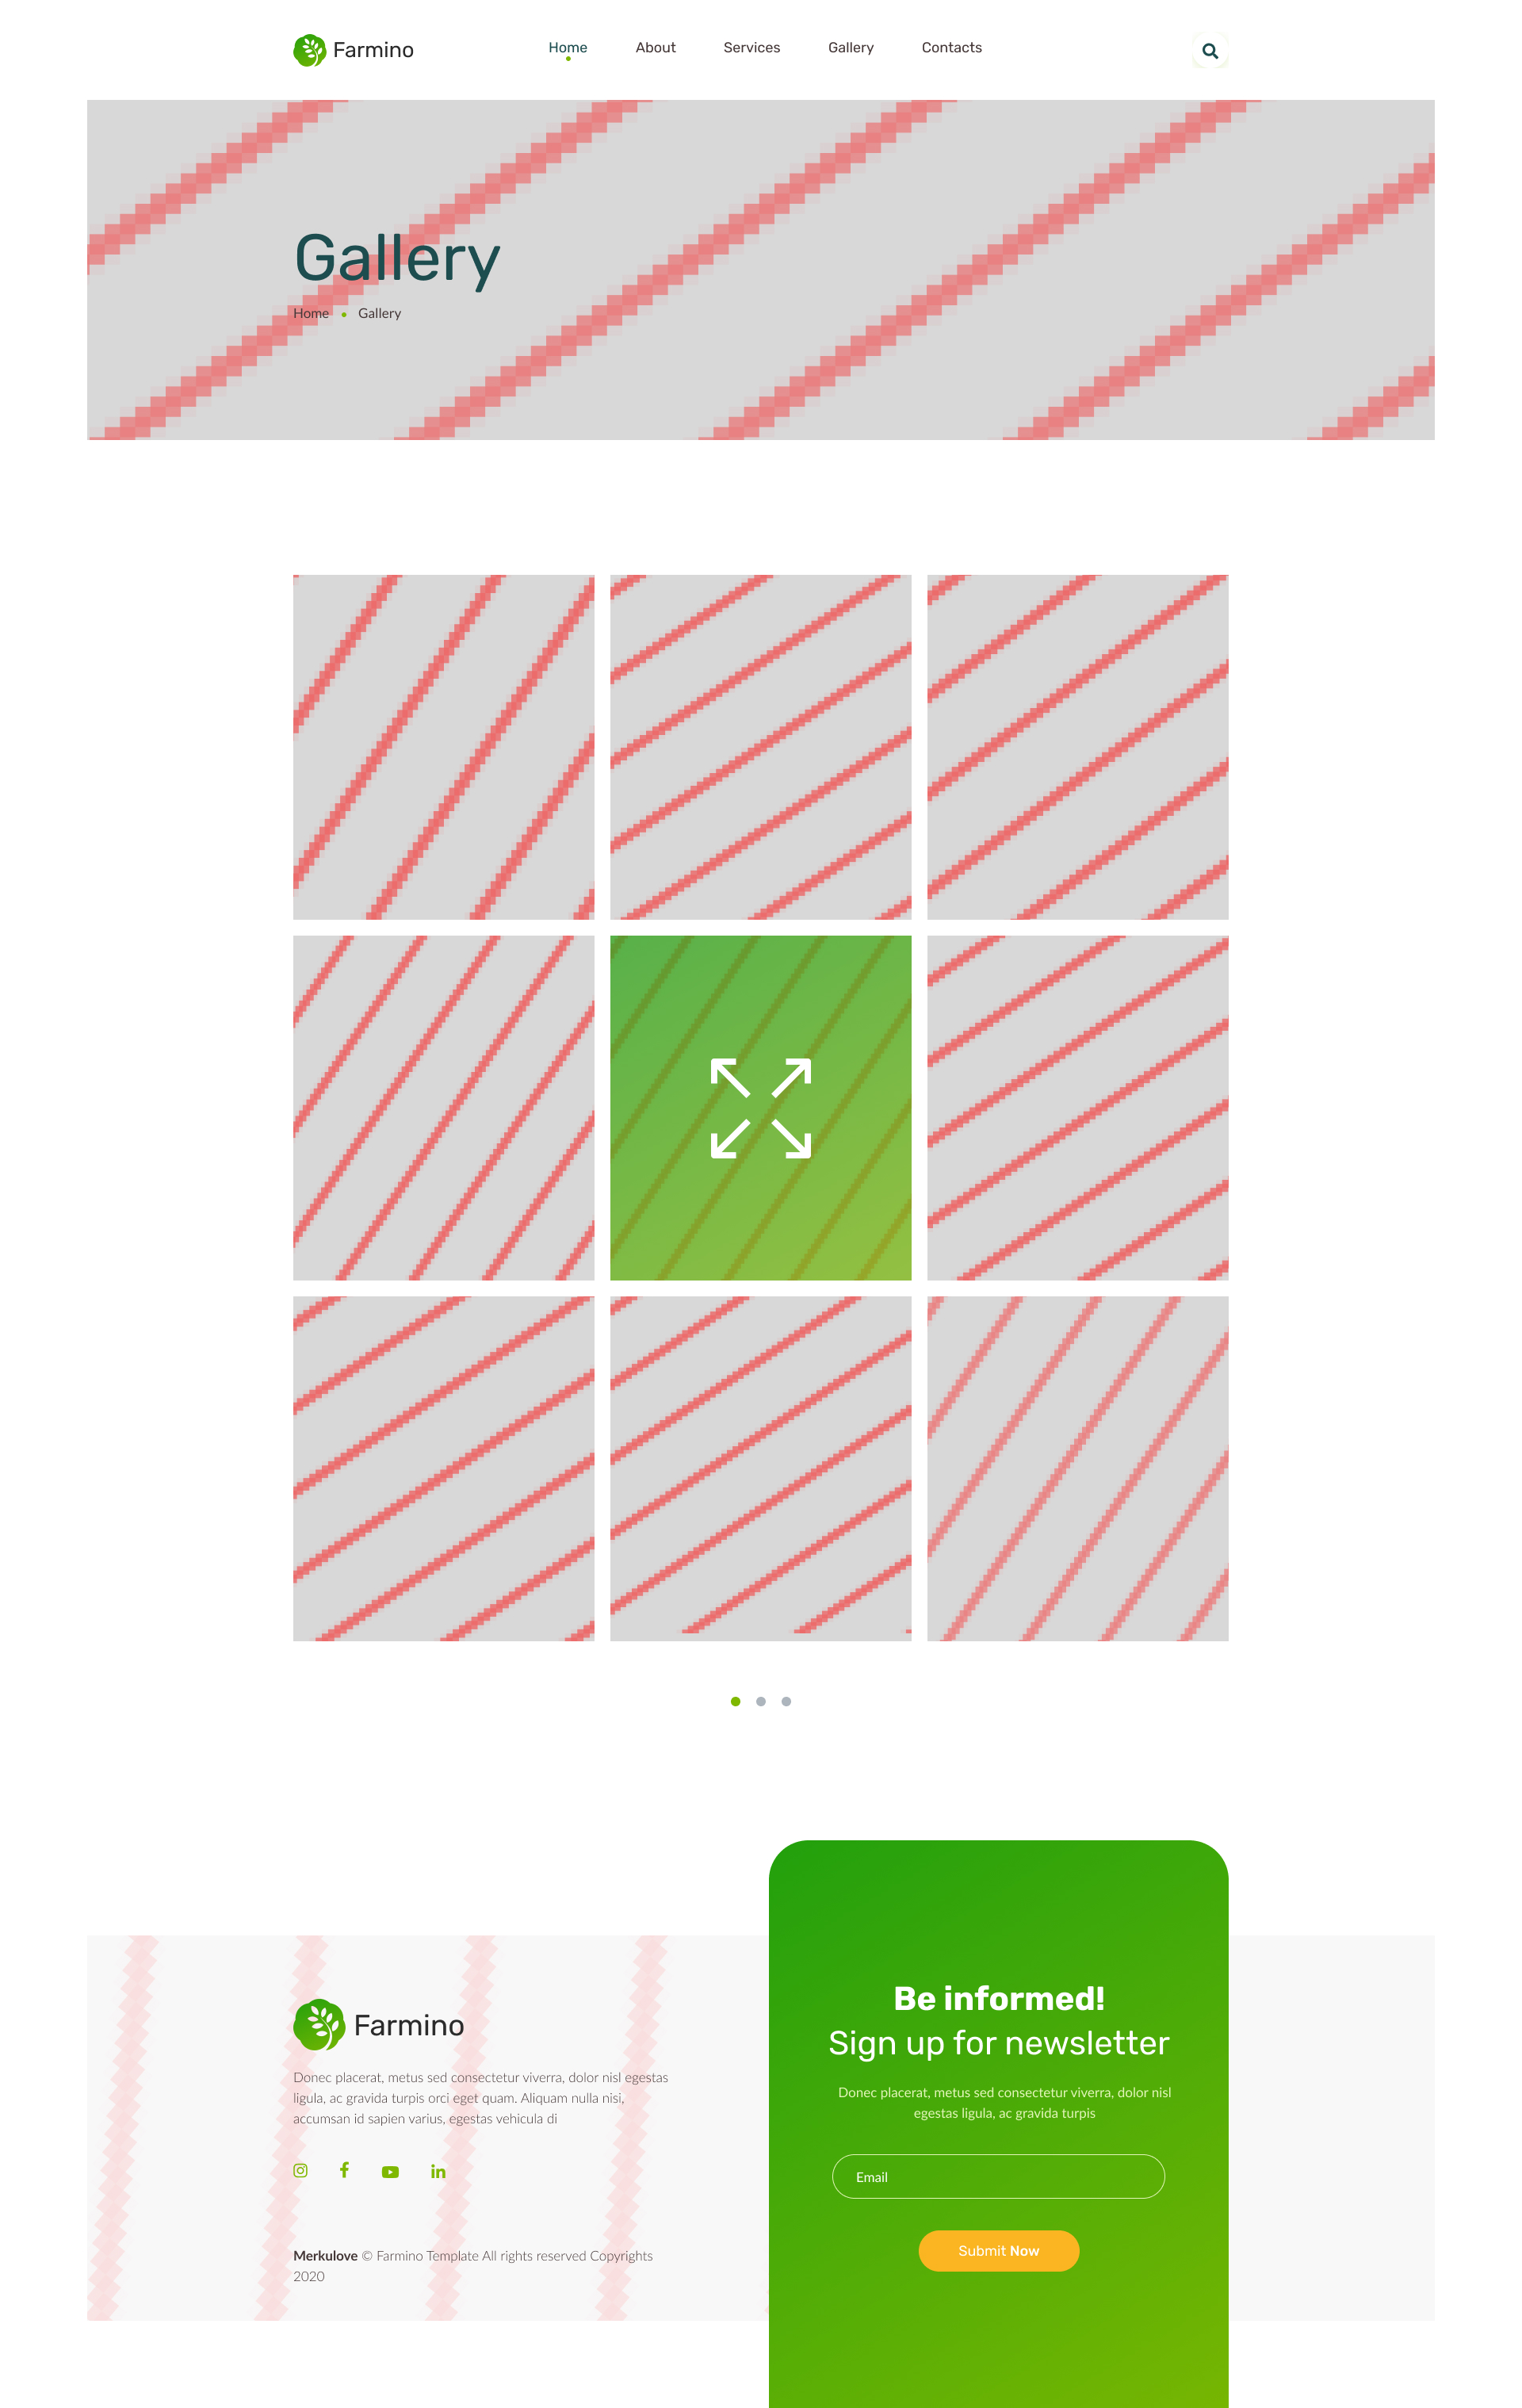 Farmino
Home
About
Services
Gallery
Contacts
Gallery
Home • Gallery
Farmino
Donec placerat, metus sed consectetur viverra, dolor nisl egestas
ligula, ac gravida turpis orci eget quam. Aliquam nulla nisi,
accumsan id sapien varius, egestas vehicula di
Merkulove © Farmino Template All rights reserved Copyrights
2020
Be informed!
Sign up for newsletter
Donec placerat, metus sed consectetur viverra, dolor nisl
egestas ligula, ac gravida turpis
Email
Submit Now